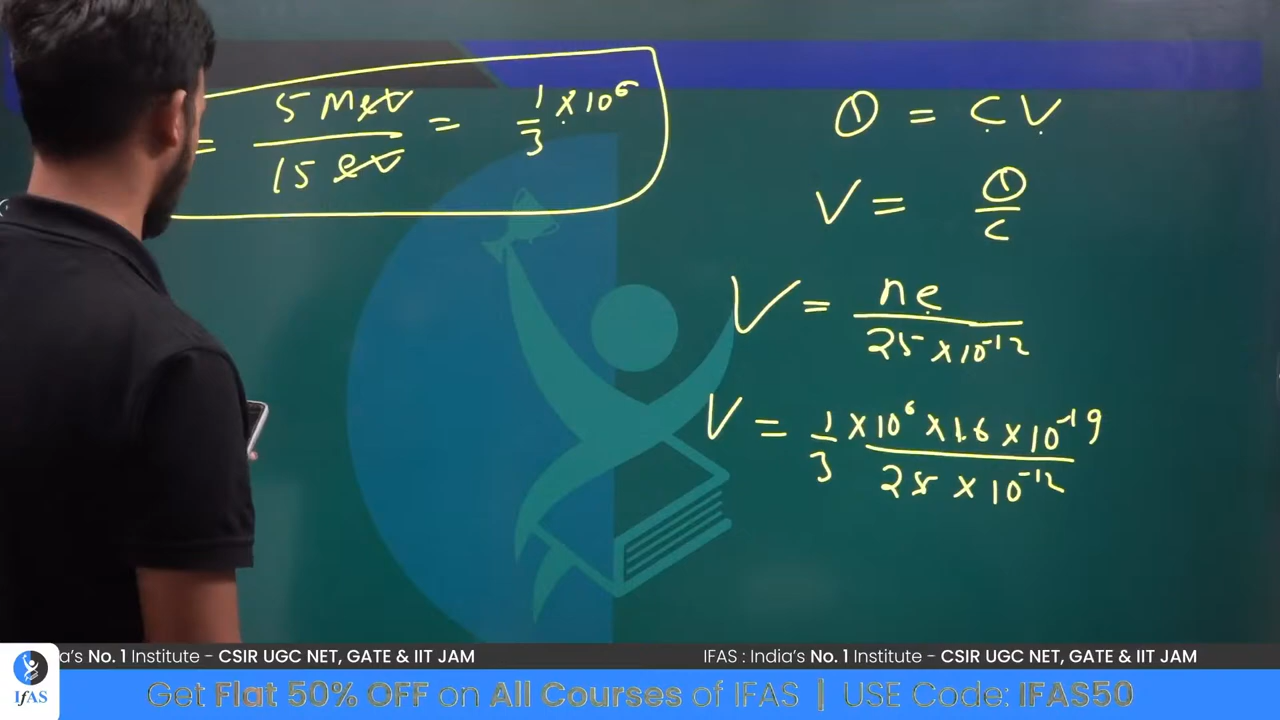 = 5 Mev / 15 ev = 1/3 × 10⁶
Q = CV
V = Q/C
V = ne / 25 × 10⁻¹²
V = 1/3 × 10⁶ × 1.6 × 10⁻¹⁹ / 25 × 10⁻¹²
a's No. 1 Institute - CSIR UGC NET, GATE & IIT JAM
IFAS : India's No. 1 Institute - CSIR UGC NET, GATE & IIT JAM
IFAS
Get Flat 50% OFF on All Courses of IFAS | USE Code: IFAS50